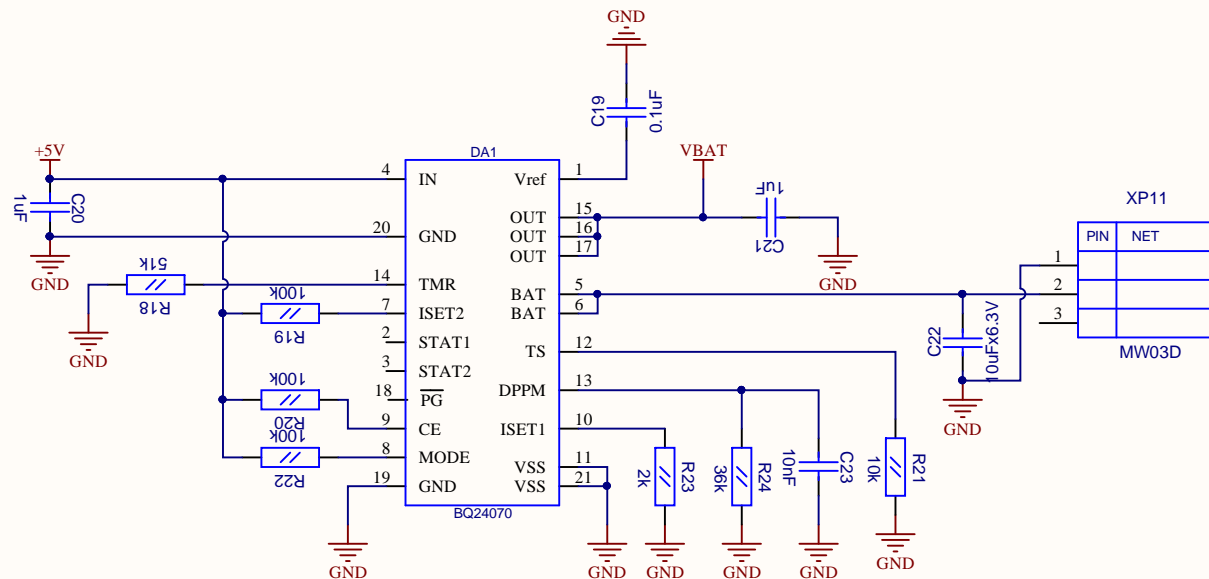 GND
C19
0.1uF
+5V
DA1
VBAT
4
IN
Vref
1
1uF
C20
1uF
C21
XP11
PIN
NET
OUT
15
OUT
16
OUT
17
20
GND
GND
GND
GND
1
51k
R18
14
TMR
BAT
5
2
100k
R19
7
ISET2
BAT
6
3
GND
2
STAT1
TS
12
C22
10uFx6.3V
MW03D
3
STAT2
18
PG
DPPM
13
100k
R20
9
CE
ISET1
10
GND
100k
R22
8
MODE
VSS
11
19
GND
VSS
21
R23
2k
R24
36k
10nF
C23
R21
10k
BQ24070
GND
GND
GND
GND
GND
GND